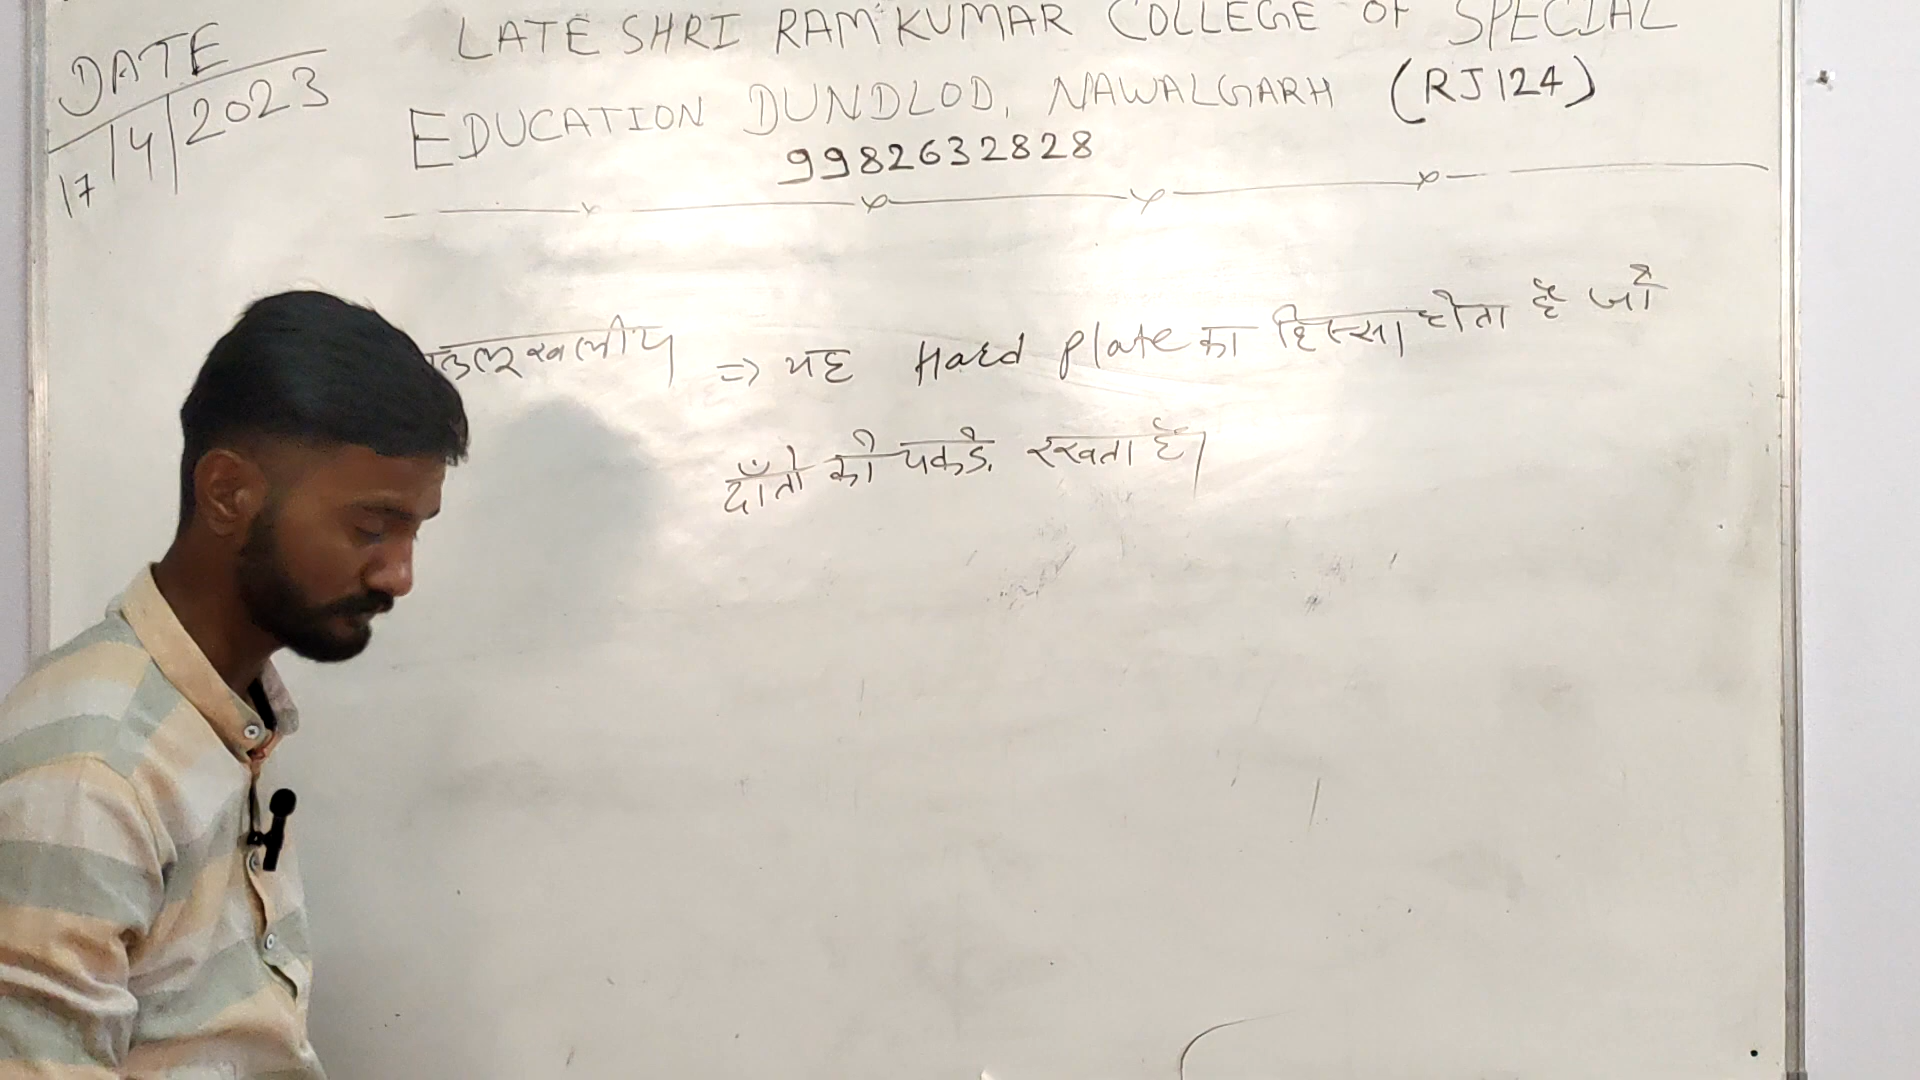 DATE
17/4/2023
LATE SHRI RAMKUMAR COLLEGE OF SPECIAL
EDUCATION DUNDLOD, NAWALGARH (RJ124)
9982632828
⇒ यह Hard Plate का हिस्सा होता है जो
दाँतो को पकडे रखता है।